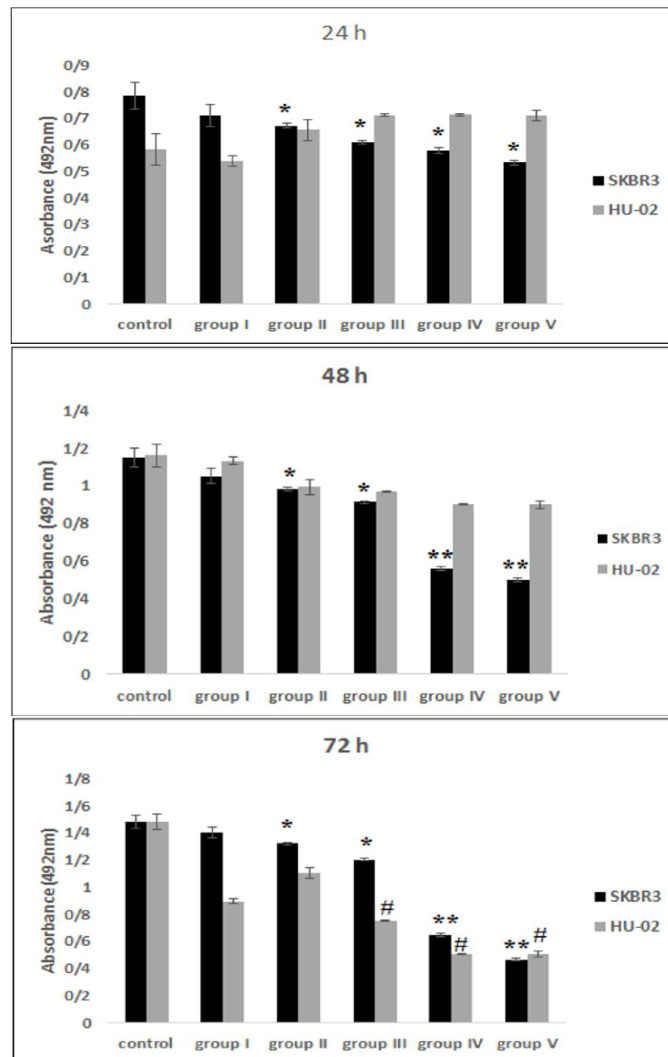 24 h
Asorbance (492nm)
0/9
0/8
0/7
0/6
0/5
0/4
0/3
0/2
0/1
0
* * * *
control group I group II group III group IV group V
SKBR3
HU-02
48 h
Absorbance (492 nm)
1/4
1/2
1
0/8
0/6
0/4
0/2
0
* * ** **
control group I group II group III group IV group V
SKBR3
HU-02
72 h
Absorbance (492nm)
1/8
1/6
1/4
1/2
1
0/8
0/6
0/4
0/2
0
* * # ** # ** #
control group I group II group III group IV group V
SKBR3
HU-02